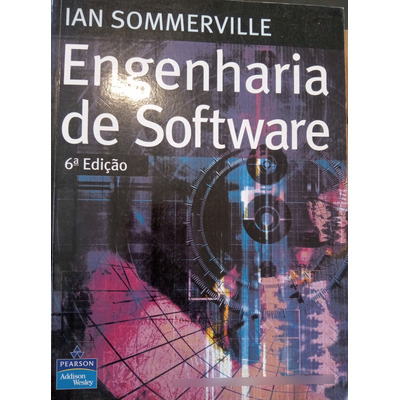 IAN SOMMERVILLE
Engenharia
de Software
6ª Edição
PEARSON
Addison
Wesley